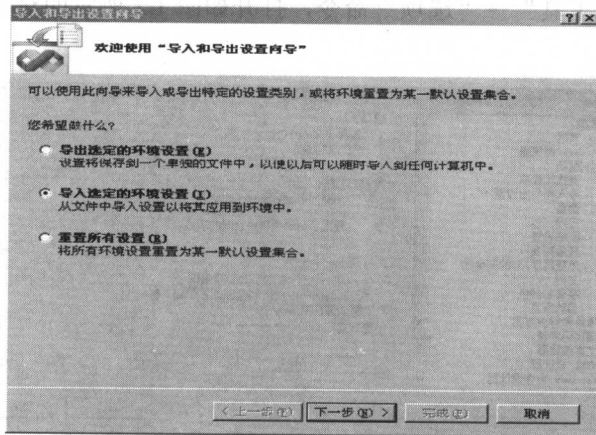 导入和导出设置向导
欢迎使用“导入和导出设置向导”
可以使用此向导来导入或导出特定的设置类别，或将环境重置为某一默认设置集合。
您希望做什么?
导出选定的环境设置(E)
设置将保存到一个单独的文件中，以便以后可以随时导入到任何计算机中。
导入选定的环境设置(I)
从文件中导入设置以将其应用到环境中。
重置所有设置(R)
将所有环境设置重置为某一默认设置集合。
< 上一步(P) 下一步(N) > 完成(F) 取消